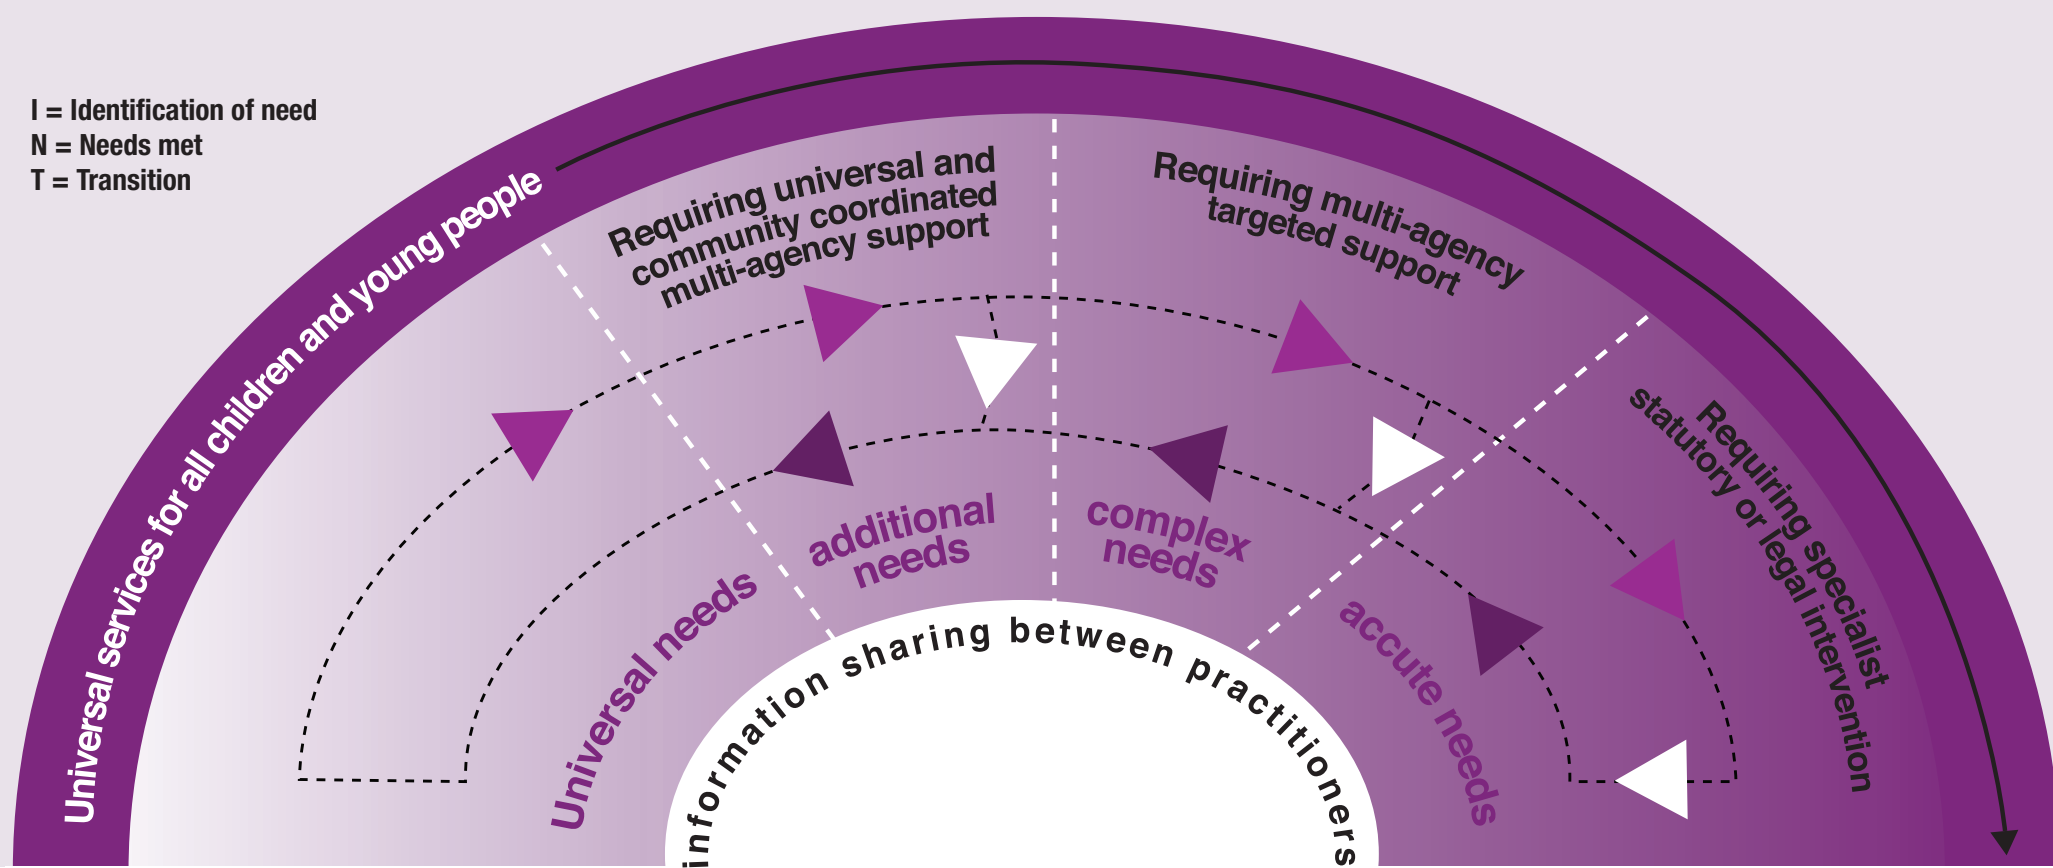 I = Identification of need
N = Needs met
T = Transition
Universal services for all children and young people
Requiring universal and
community coordinated
multi-agency support
Requiring multi-agency
targeted support
Requiring specialist
statutory or legal intervention
Universal needs
additional
needs
complex
needs
accute needs
information sharing between practitioners